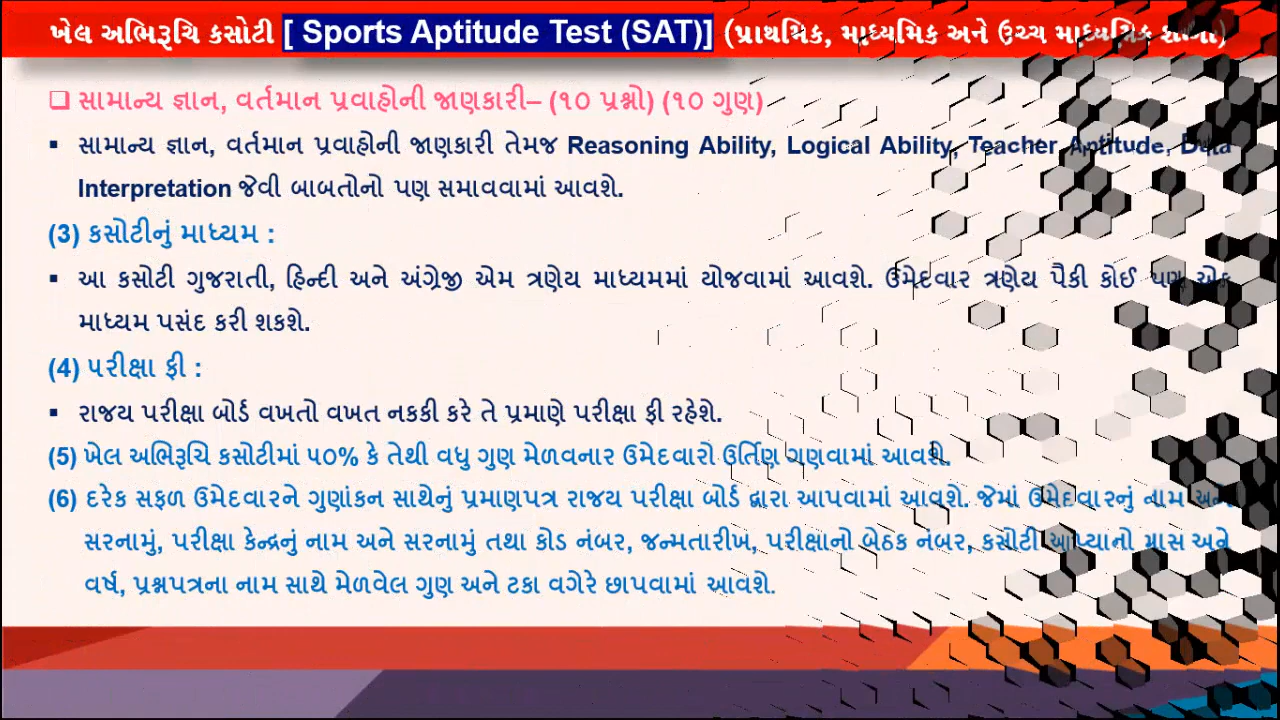 ખેલ અભિરૂચિ કસોટી [ Sports Aptitude Test (SAT)] (પ્રાથમિક, માધ્યમિક અને ઉચ્ચ માધ્યમિક શાળા)
❑ સામાન્ય જ્ઞાન, વર્તમાન પ્રવાહોની જાણકારી– (૧૦ પ્રશ્નો) (૧૦ ગુણ)
▪ સામાન્ય જ્ઞાન, વર્તમાન પ્રવાહોની જાણકારી તેમજ Reasoning Ability, Logical Ability, Teacher Aptitude, Data
Interpretation જેવી બાબતોનો પણ સમાવવામાં આવશે.
(3) કસોટીનું માધ્યમ :
▪ આ કસોટી ગુજરાતી, હિન્દી અને અંગ્રેજી એમ ત્રણેય માધ્યમમાં યોજવામાં આવશે. ઉમેદવાર ત્રણેય પૈકી કોઈ પણ એક
માધ્યમ પસંદ કરી શકશે.
(4) પરીક્ષા ફી :
▪ રાજય પરીક્ષા બોર્ડ વખતો વખત નકકી કરે તે પ્રમાણે પરીક્ષા ફી રહેશે.
(5) ખેલ અભિરૂચિ કસોટીમાં ૫૦% કે તેથી વધુ ગુણ મેળવનાર ઉમેદવારો ઉર્તિણ ગણવામાં આવશે.
(6) દરેક સફળ ઉમેદવારને ગુણાંકન સાથેનું પ્રમાણપત્ર રાજય પરીક્ષા બોર્ડ દ્વારા આપવામાં આવશે. જેમાં ઉમેદવારનું નામ અને
સરનામું, પરીક્ષા કેન્દ્રનું નામ અને સરનામું તથા કોડ નંબર, જન્મતારીખ, પરીક્ષાનો બેઠક નંબર, કસોટી આપ્યાનો માસ અને
વર્ષ, પ્રશ્નપત્રના નામ સાથે મેળવેલ ગુણ અને ટકા વગેરે છાપવામાં આવશે.